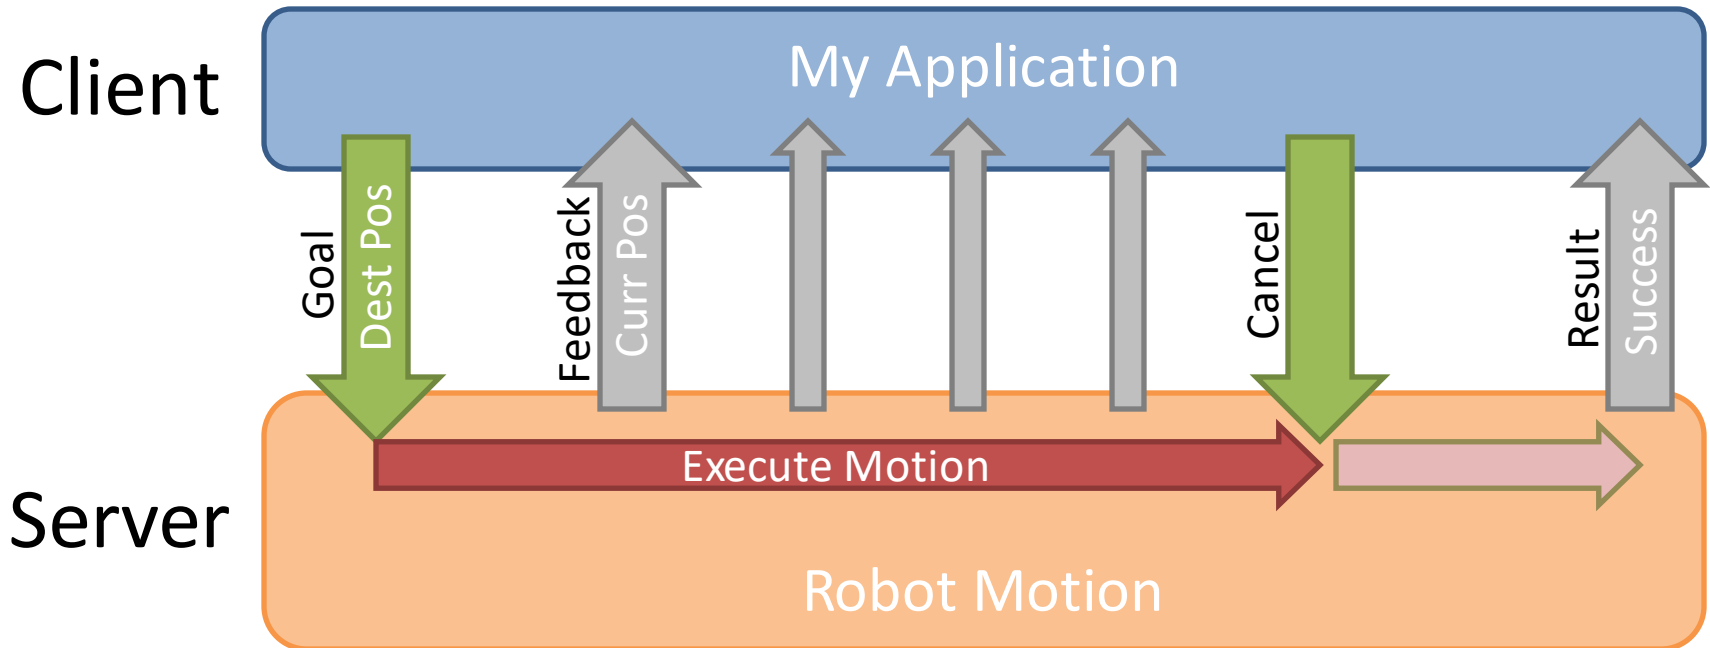 Client
My Application
Goal
Dest Pos
Feedback
Curr Pos
Cancel
Result
Success
Execute Motion
Server
Robot Motion